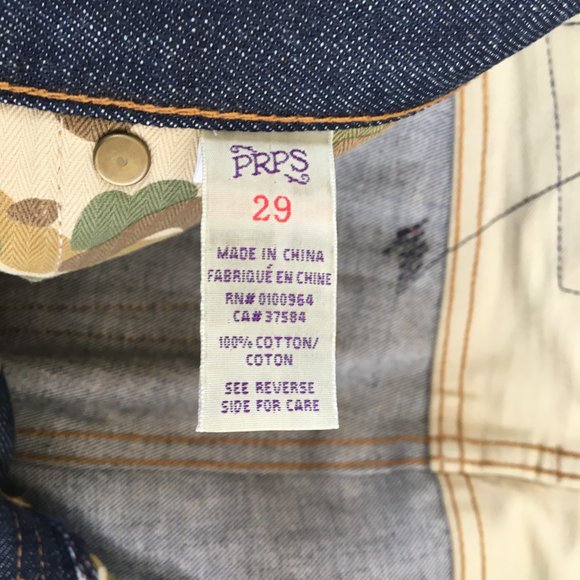 PRPS
29
MADE IN CHINA
FABRIQUÉ EN CHINE
RN# 0100964
CA# 37584
100% COTTON/
COTON
SEE REVERSE
SIDE FOR CARE